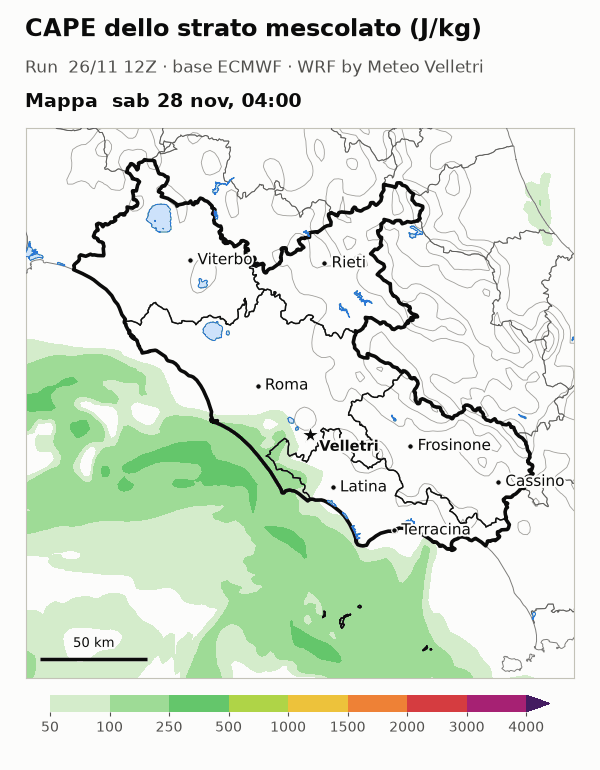 CAPE dello strato mescolato (J/kg)
Run  26/11 12Z · base ECMWF · WRF by Meteo Velletri
Mappa  sab 28 nov, 04:00
Viterbo
Rieti
Roma
Velletri
Frosinone
Cassino
Latina
Terracina
50 km
50 100 250 500 1000 1500 2000 3000 4000